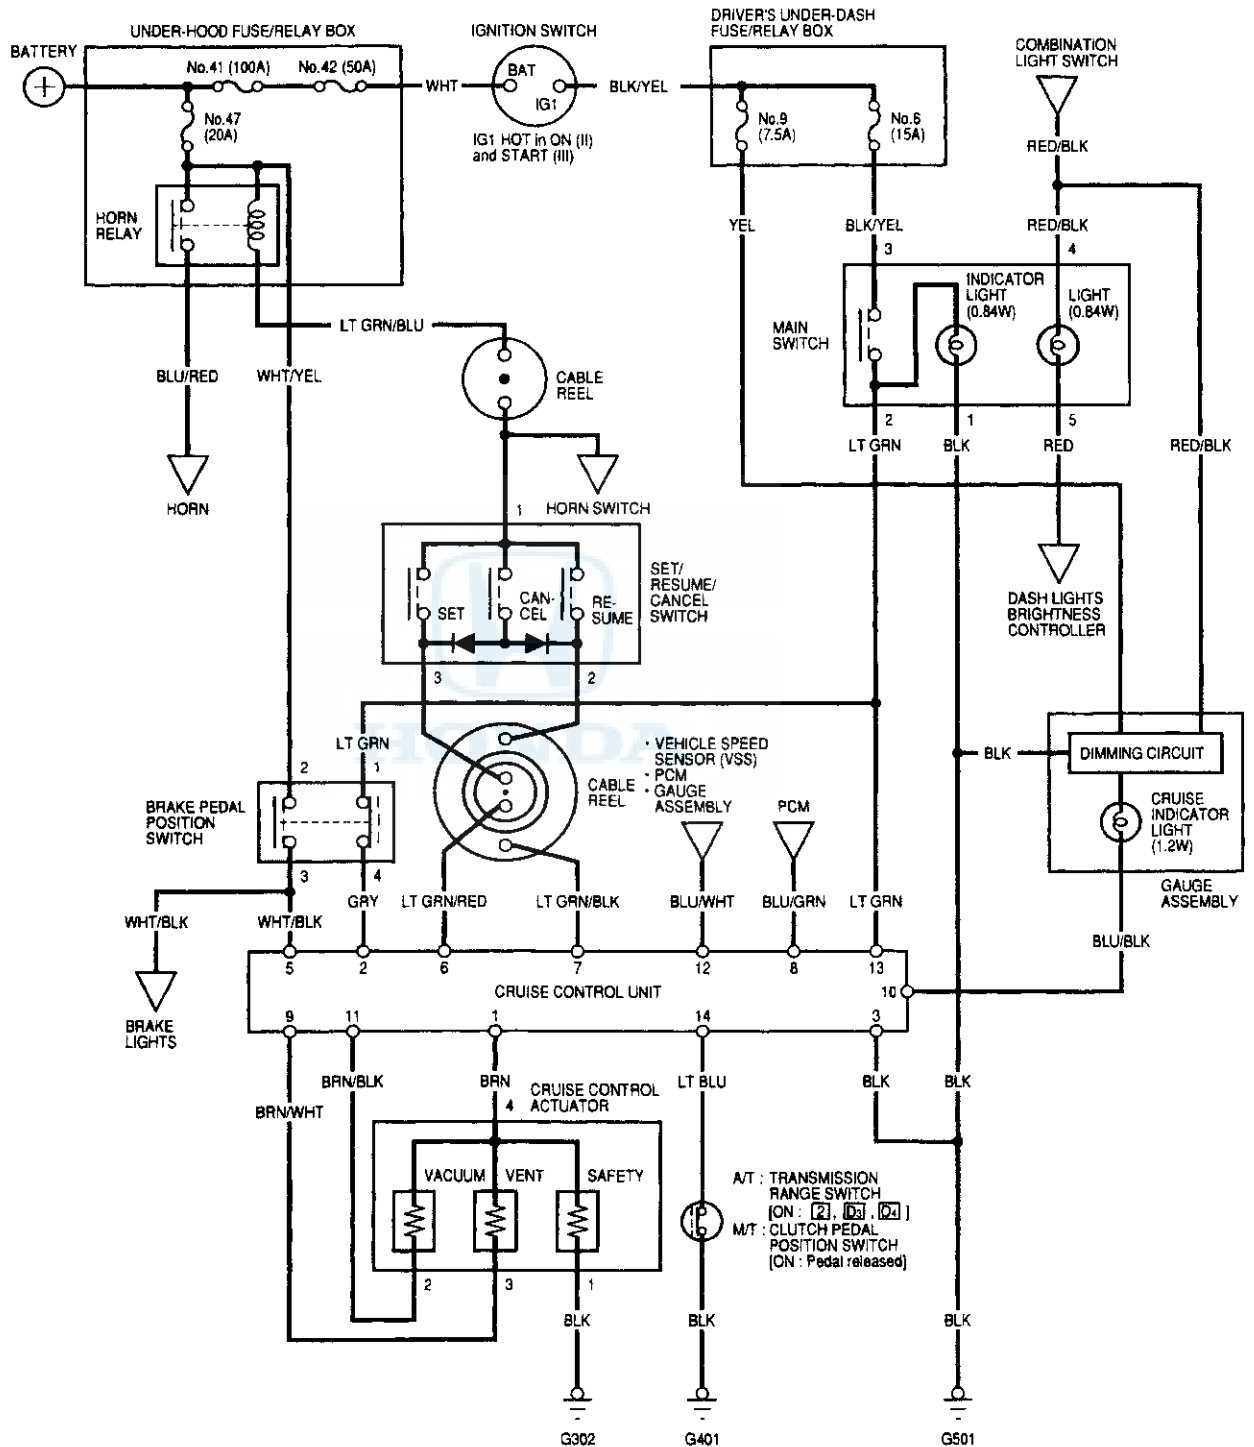 UNDER-HOOD FUSE/RELAY BOX
IGNITION SWITCH
DRIVER'S UNDER-DASH
FUSE/RELAY BOX
BATTERY
COMBINATION
LIGHT SWITCH
No.41 (100A)
No.42 (50A)
WHT
BAT
IG1
BLK/YEL
No.47
(20A)
No.9
(7.5A)
No.6
(15A)
IG1 HOT in ON (II)
and START (III)
RED/BLK
HORN
RELAY
YEL
BLK/YEL
RED/BLK
3
4
INDICATOR
LIGHT
(0.84W)
LIGHT
(0.84W)
LT GRN/BLU
MAIN
SWITCH
BLU/RED
WHT/YEL
CABLE
REEL
2
1
5
LT GRN
BLK
RED
RED/BLK
HORN
HORN SWITCH
1
SET/
RESUME/
CANCEL
SWITCH
SET
CAN-
CEL
RE-
SUME
DASH LIGHTS
BRIGHTNESS
CONTROLLER
3
2
HONDA
LT GRN
• VEHICLE SPEED
SENSOR (VSS)
• PCM
• GAUGE
ASSEMBLY
BLK
DIMMING CIRCUIT
2
1
CABLE
REEL
PCM
BRAKE PEDAL
POSITION
SWITCH
CRUISE
INDICATOR
LIGHT
(1.2W)
3
4
GAUGE
ASSEMBLY
WHT/BLK
WHT/BLK
GRY
LT GRN/RED
LT GRN/BLK
BLU/WHT
BLU/GRN
LT GRN
BLU/BLK
5
2
6
7
12
8
13
CRUISE CONTROL UNIT
10
9
11
1
14
3
BRAKE
LIGHTS
BRN/BLK
BRN
LT BLU
BLK
BLK
BRN/WHT
4
CRUISE CONTROL
ACTUATOR
VACUUM
VENT
SAFETY
A/T : TRANSMISSION
RANGE SWITCH
[ON : 2 , D3 , D4 ]
M/T : CLUTCH PEDAL
POSITION SWITCH
[ON : Pedal released]
2
3
1
BLK
BLK
BLK
G302
G401
G501